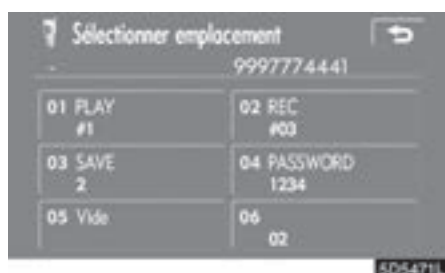 Sélectionner emplacement
- 9997774441
01 PLAY
#1
02 REC
#03
03 SAVE
2
04 PASSWORD
1234
05 Vide
06
02
5D5471L